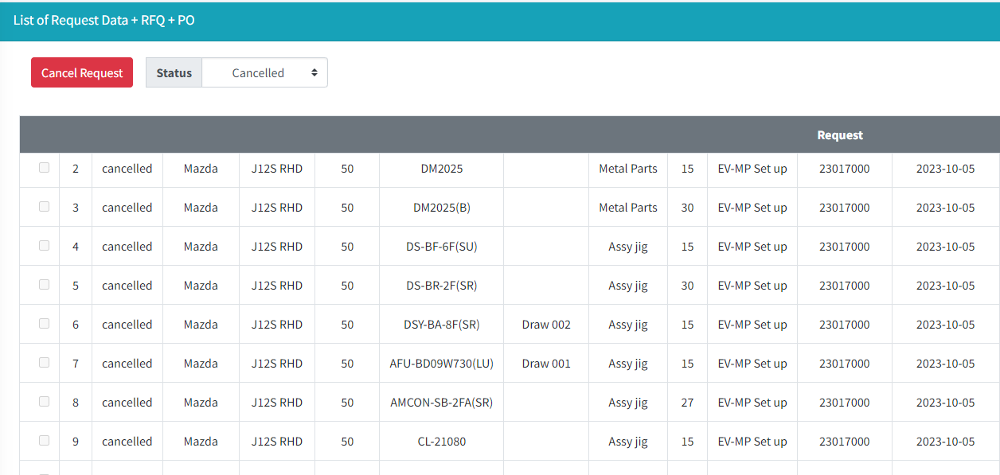 List of Request Data + RFQ + PO
Cancel Request Status Cancelled
Request
2 cancelled Mazda J12S RHD 50 DM2025 Metal Parts 15 EV-MP Set up 23017000 2023-10-05
3 cancelled Mazda J12S RHD 50 DM2025(B) Metal Parts 30 EV-MP Set up 23017000 2023-10-05
4 cancelled Mazda J12S RHD 50 DS-BF-6F(SU) Assy jig 15 EV-MP Set up 23017000 2023-10-05
5 cancelled Mazda J12S RHD 50 DS-BR-2F(SR) Assy jig 30 EV-MP Set up 23017000 2023-10-05
6 cancelled Mazda J12S RHD 50 DSY-BA-8F(SR) Draw 002 Assy jig 15 EV-MP Set up 23017000 2023-10-05
7 cancelled Mazda J12S RHD 50 AFU-BD09W730(LU) Draw 001 Assy jig 15 EV-MP Set up 23017000 2023-10-05
8 cancelled Mazda J12S RHD 50 AMCON-SB-2FA(SR) Assy jig 27 EV-MP Set up 23017000 2023-10-05
9 cancelled Mazda J12S RHD 50 CL-21080 Assy jig 15 EV-MP Set up 23017000 2023-10-05